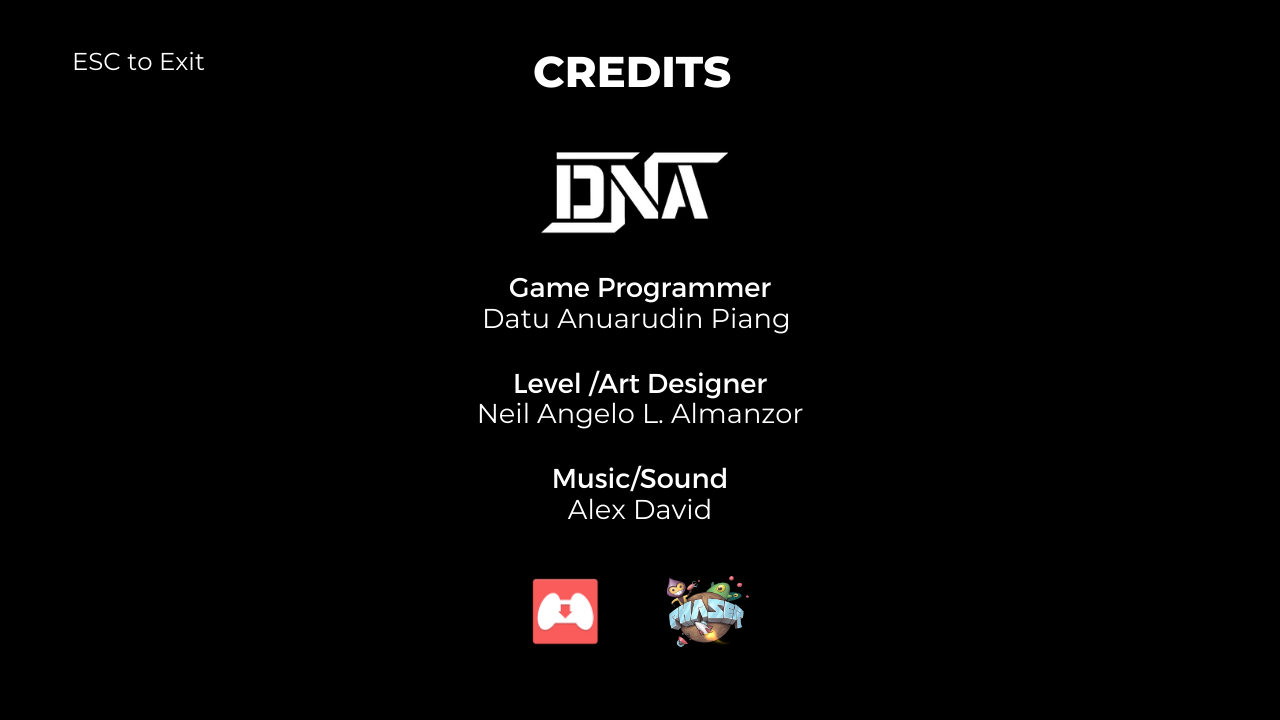 ESC to Exit
CREDITS
DNA
Game Programmer
Datu Anuarudin Piang
Level /Art Designer
Neil Angelo L. Almanzor
Music/Sound
Alex David
PHASER